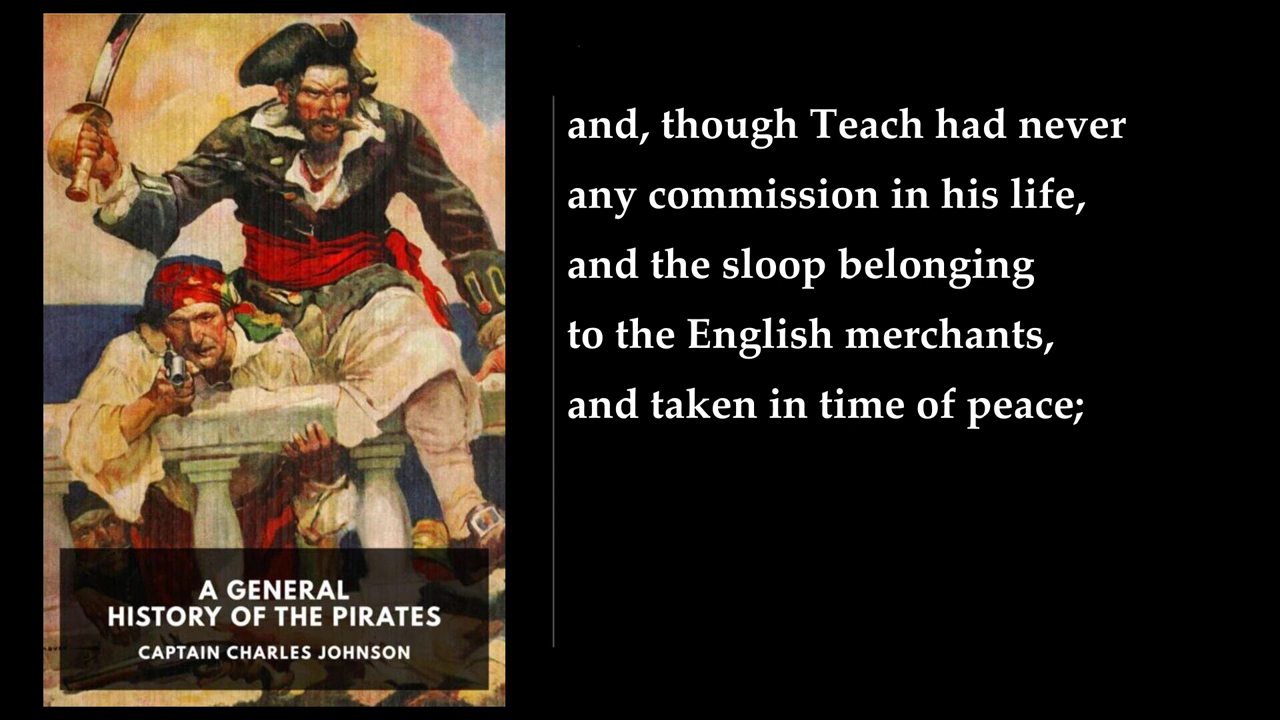 A GENERAL
HISTORY OF THE PIRATES
CAPTAIN CHARLES JOHNSON
and, though Teach had never
any commission in his life,
and the sloop belonging
to the English merchants,
and taken in time of peace;